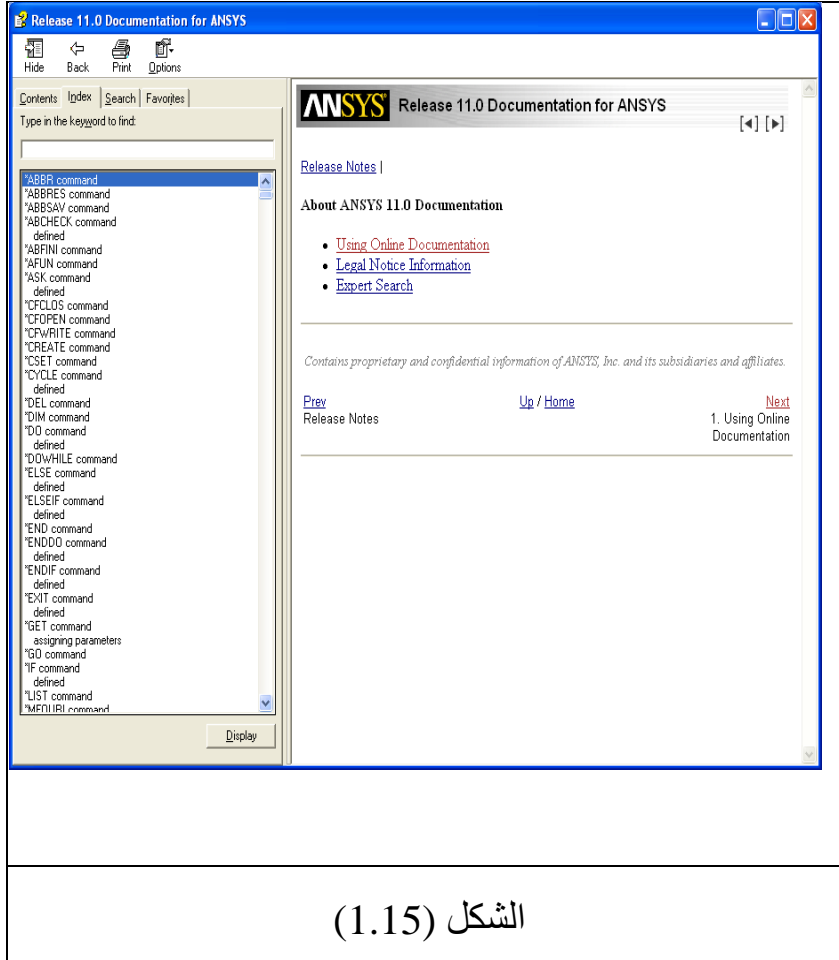 Release 11.0 Documentation for ANSYS
Hide Back Print Options
Contents Index Search Favorites
Type in the keyword to find:
*ABBR command
*ABBRES command
*ABBSAV command
*ABCHECK command
defined
*ABFINI command
*AFUN command
*ASK command
defined
*CFCLOS command
*CFOPEN command
*CFWRITE command
*CREATE command
*CSET command
*CYCLE command
defined
*DEL command
*DIM command
*DO command
defined
*DOWHILE command
*ELSE command
defined
*ELSEIF command
defined
*END command
*ENDDO command
defined
*ENDIF command
defined
*EXIT command
defined
*GET command
assigning parameters
*GO command
*IF command
defined
*LIST command
*MFOURI command
Display
ANSYS Release 11.0 Documentation for ANSYS
[◄] [►]
Release Notes |
About ANSYS 11.0 Documentation
• Using Online Documentation
• Legal Notice Information
• Expert Search
Contains proprietary and confidential information of ANSYS, Inc. and its subsidiaries and affiliates.
Prev Up / Home Next
Release Notes 1. Using Online
Documentation
الشكل (1.15)